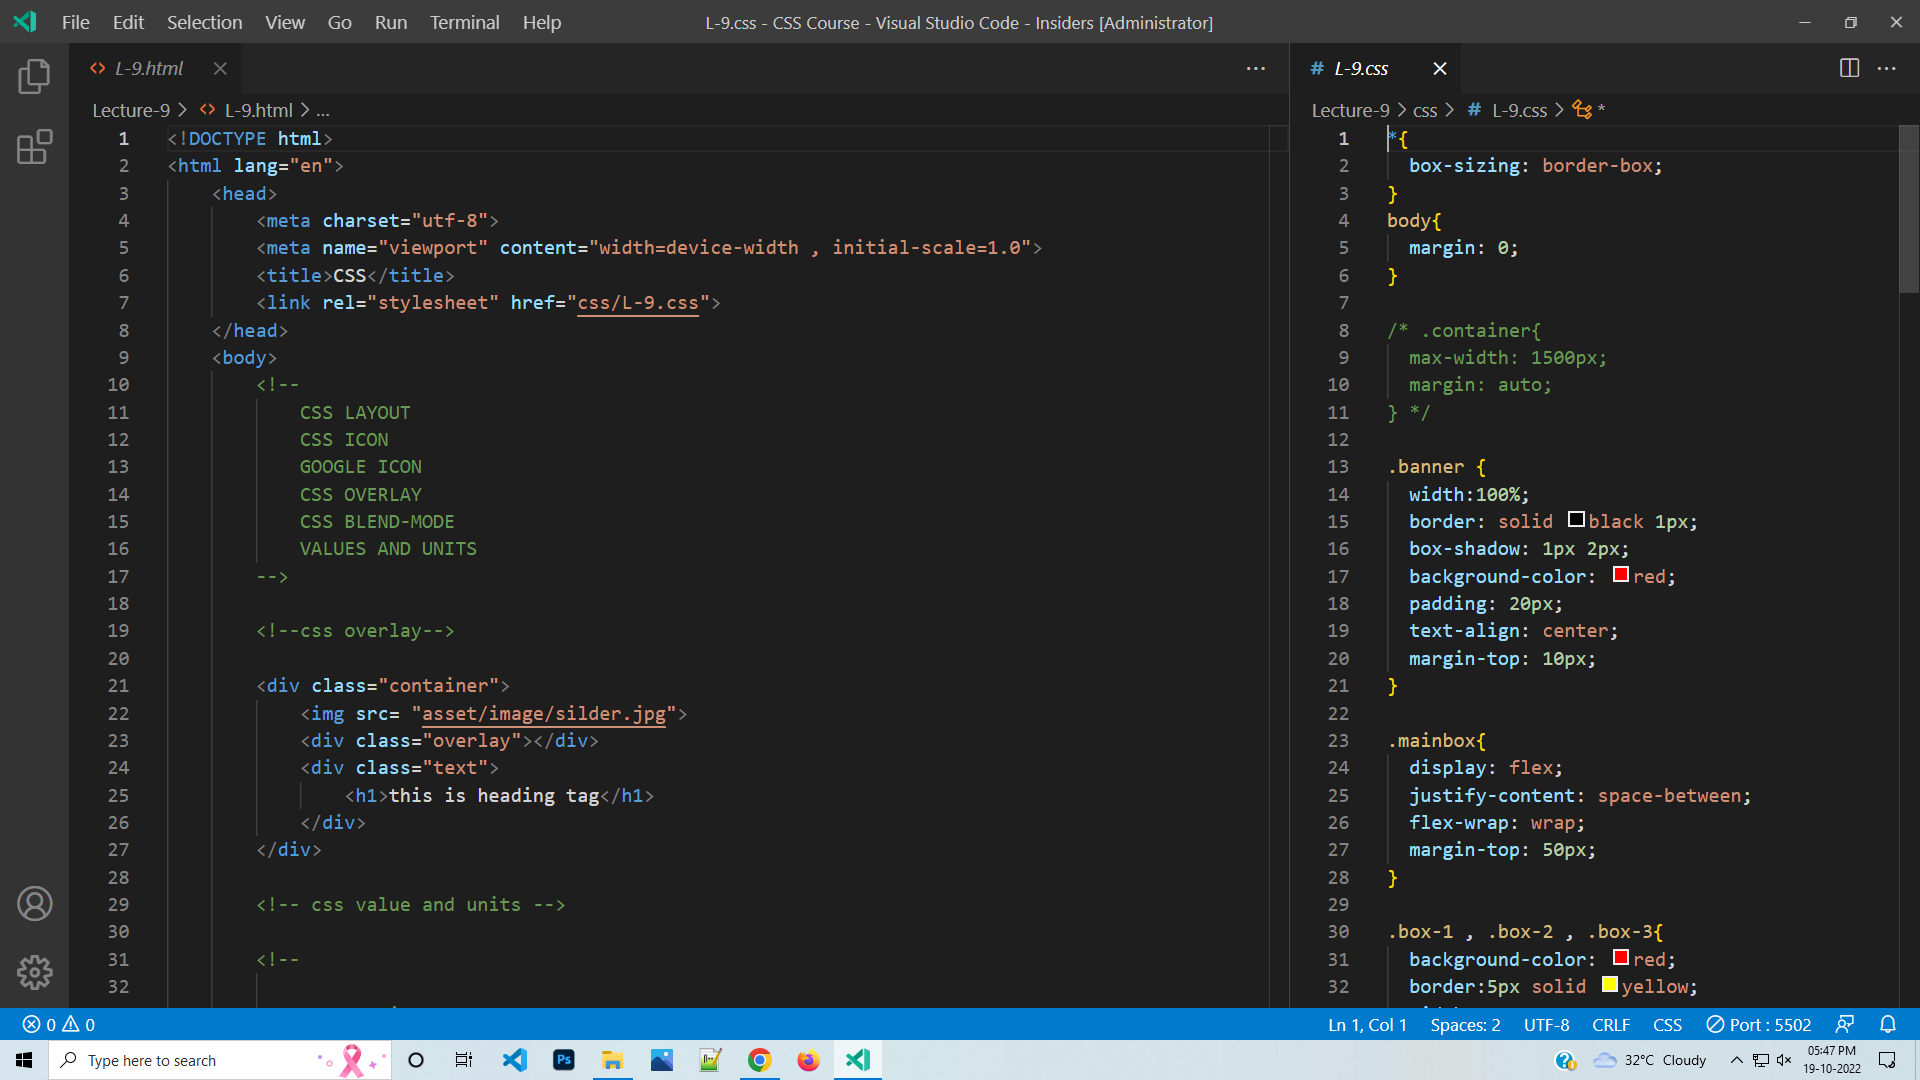 File Edit Selection View Go Run Terminal Help
L-9.css - CSS Course - Visual Studio Code - Insiders [Administrator]
L-9.html
Lecture-9 > L-9.html > ...
1 <!DOCTYPE html>
2 <html lang="en">
3 <head>
4 <meta charset="utf-8">
5 <meta name="viewport" content="width=device-width , initial-scale=1.0">
6 <title>CSS</title>
7 <link rel="stylesheet" href="css/L-9.css">
8 </head>
9 <body>
10 <!--
11 CSS LAYOUT
12 CSS ICON
13 GOOGLE ICON
14 CSS OVERLAY
15 CSS BLEND-MODE
16 VALUES AND UNITS
17 -->
18
19 <!--css overlay-->
20
21 <div class="container">
22 <img src= "asset/image/silder.jpg">
23 <div class="overlay"></div>
24 <div class="text">
25 <h1>this is heading tag</h1>
26 </div>
27 </div>
28
29 <!-- css value and units -->
30
31 <!--
32
# L-9.css
Lecture-9 > css > # L-9.css > *
1 *{
2 box-sizing: border-box;
3 }
4 body{
5 margin: 0;
6 }
7
8 /* .container{
9 max-width: 1500px;
10 margin: auto;
11 } */
12
13 .banner {
14 width:100%;
15 border: solid black 1px;
16 box-shadow: 1px 2px;
17 background-color: red;
18 padding: 20px;
19 text-align: center;
20 margin-top: 10px;
21 }
22
23 .mainbox{
24 display: flex;
25 justify-content: space-between;
26 flex-wrap: wrap;
27 margin-top: 50px;
28 }
29
30 .box-1 , .box-2 , .box-3{
31 background-color: red;
32 border:5px solid yellow;
0 0
Ln 1, Col 1 Spaces: 2 UTF-8 CRLF CSS Port : 5502
Type here to search
Ps
32°C Cloudy
05:47 PM
19-10-2022